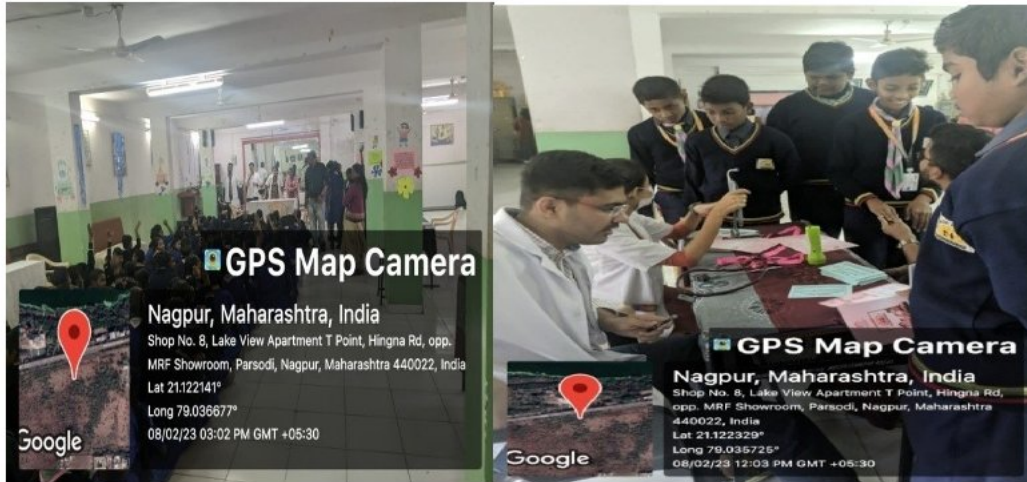 GPS Map Camera
Nagpur, Maharashtra, India
Shop No. 8, Lake View Apartment T Point, Hingna Rd, opp.
MRF Showroom, Parsodi, Nagpur, Maharashtra 440022, India
Lat 21.122141°
Long 79.036677°
08/02/23 03:02 PM GMT +05:30
Google
GPS Map Camera
Nagpur, Maharashtra, India
Shop No. 8, Lake View Apartment T Point, Hingna Rd,
opp. MRF Showroom, Parsodi, Nagpur, Maharashtra
440022, India
Lat 21.122329°
Long 79.035725°
08/02/23 12:03 PM GMT +05:30
Google